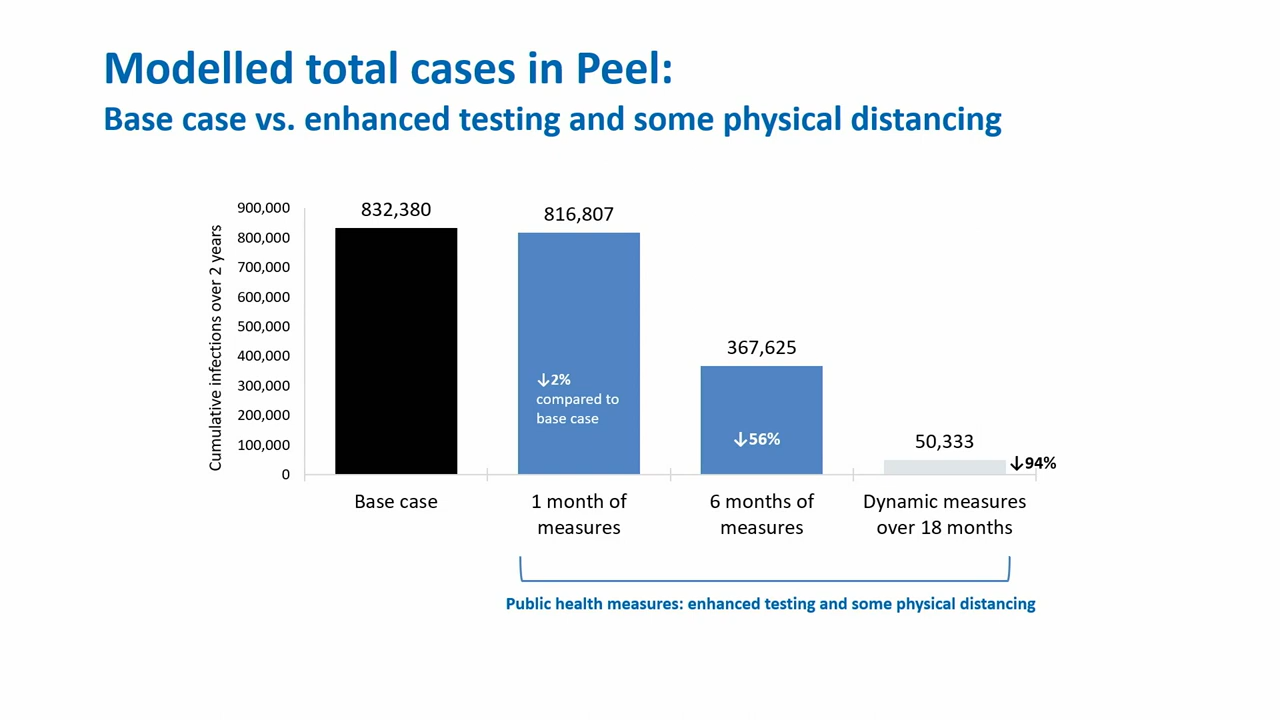 Modelled total cases in Peel:
Base case vs. enhanced testing and some physical distancing
Cumulative infections over 2 years
900,000
800,000
700,000
600,000
500,000
400,000
300,000
200,000
100,000
0
832,380
816,807
367,625
50,333
↓2%
compared to
base case
↓56%
↓94%
Base case
1 month of
measures
6 months of
measures
Dynamic measures
over 18 months
Public health measures: enhanced testing and some physical distancing